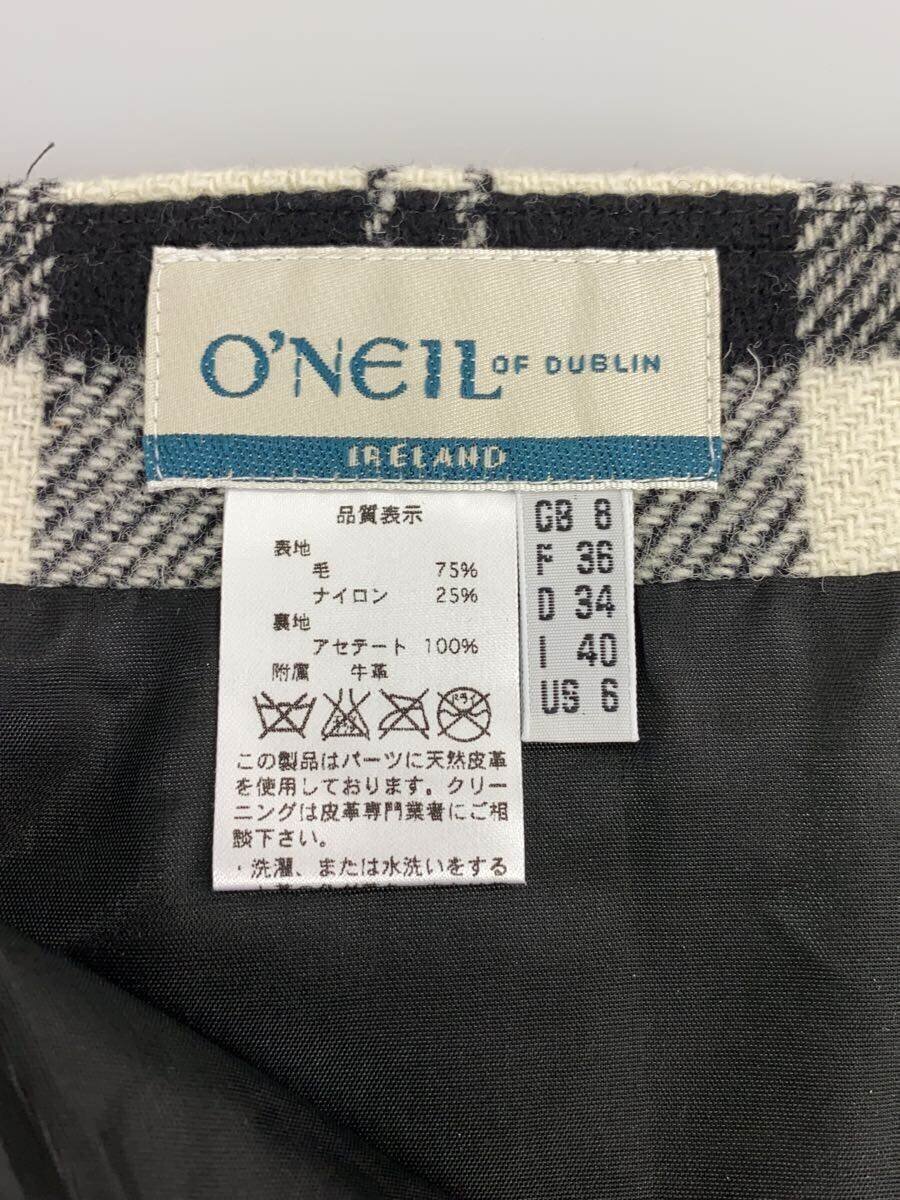 O'NEIL OF DUBLIN
IRELAND
品質表示
表地
毛 75%
ナイロン 25%
裏地
アセテート 100%
附属 牛革
ドライ
この製品はパーツに天然皮革
を使用しております。クリー
ニングは皮革専門業者にご相
談下さい。
・洗濯、または水洗いをする
GB 8
F 36
D 34
I 40
US 6